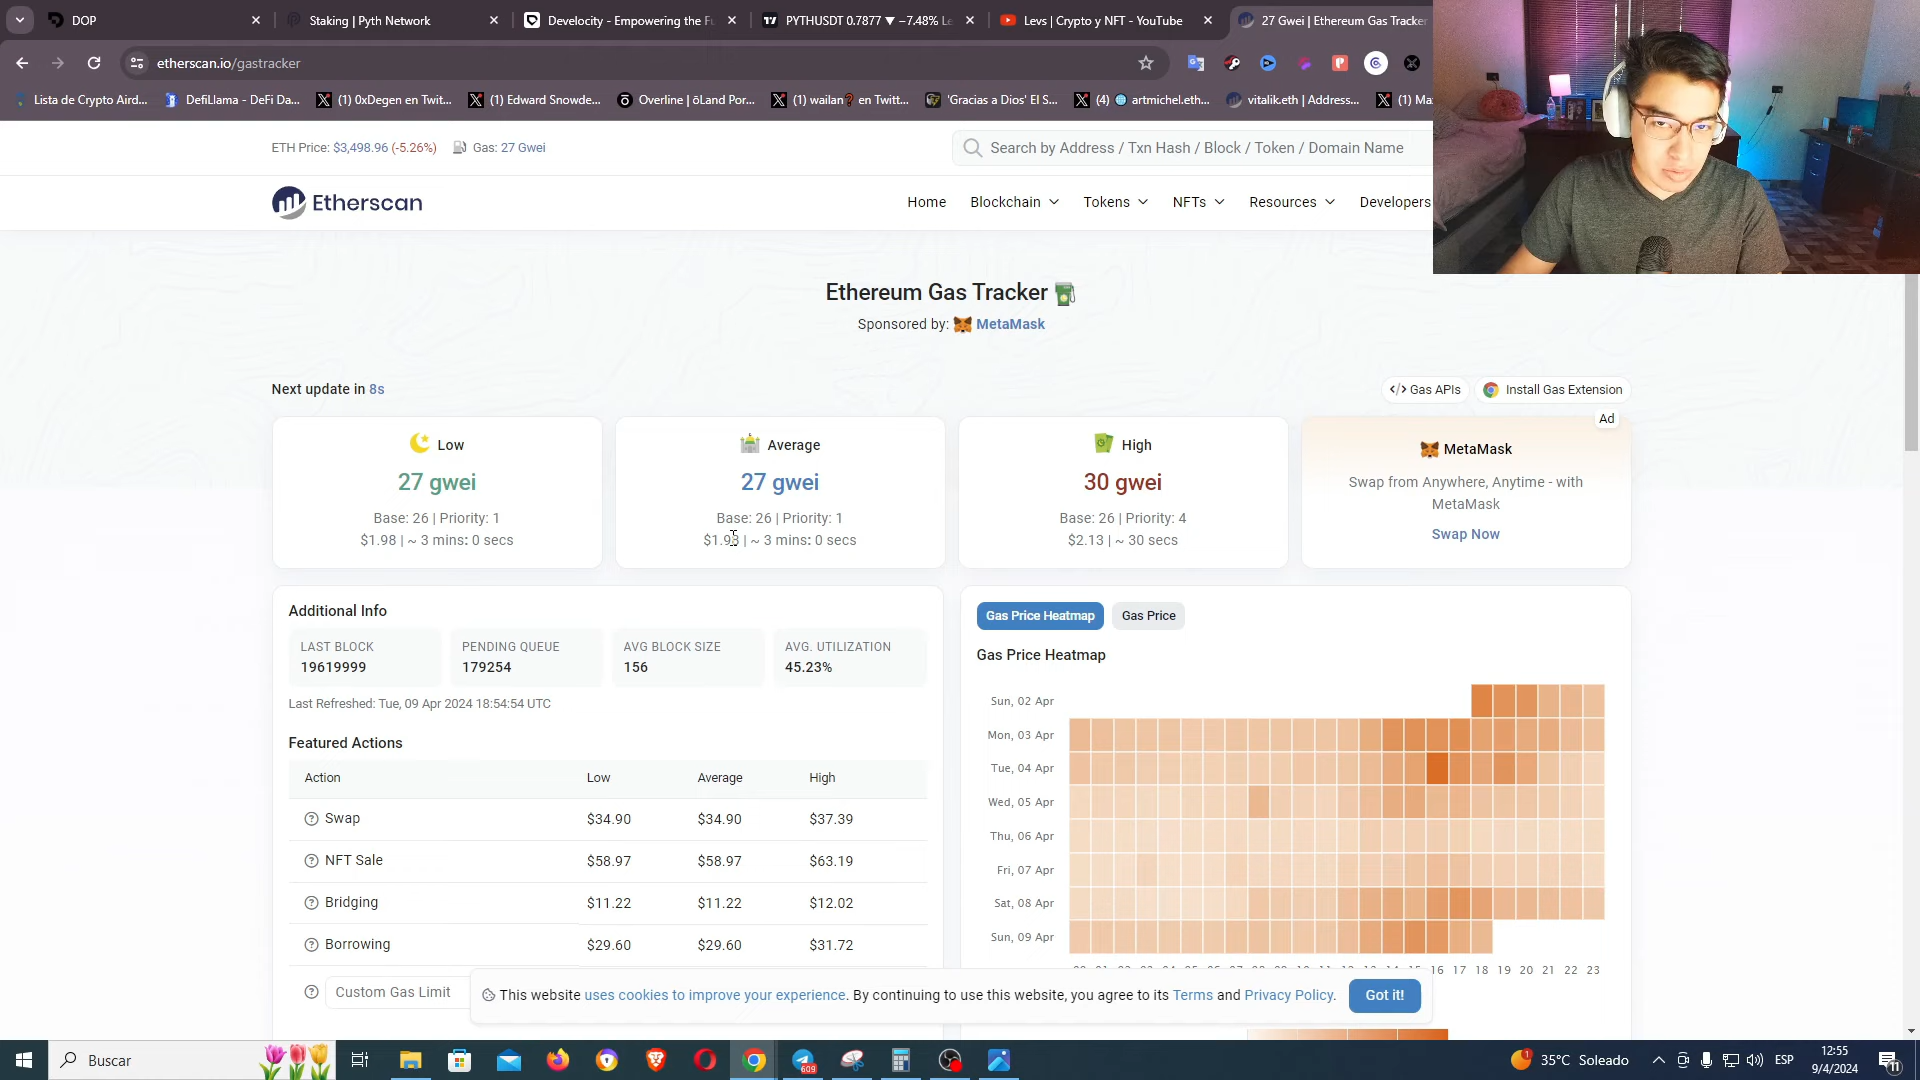 DOP
Staking | Pyth Network
Develocity - Empowering the Fu
PYTHUSDT 0.7877 ▼ −7.48% Le
Levs | Crypto y NFT - YouTube
27 Gwei | Ethereum Gas Tracker
etherscan.io/gastracker
Lista de Crypto Aird...
DefiLlama - DeFi Da...
(1) 0xDegen en Twit...
(1) Edward Snowde...
Overline | ōLand Por...
(1) wailan❓ en Twitt...
'Gracias a Dios' El S...
(4) 🌐 artmichel.eth...
vitalik.eth | Address...
(1) Ma
ETH Price: $3,498.96 (-5.26%)
Gas: 27 Gwei
Search by Address / Txn Hash / Block / Token / Domain Name
Etherscan
Home
Blockchain
Tokens
NFTs
Resources
Developers
Ethereum Gas Tracker
Sponsored by: MetaMask
Next update in 8s
</> Gas APIs
Install Gas Extension
Ad
Low
27 gwei
Base: 26 | Priority: 1
$1.98 | ~ 3 mins: 0 secs
Average
27 gwei
Base: 26 | Priority: 1
$1.98 | ~ 3 mins: 0 secs
High
30 gwei
Base: 26 | Priority: 4
$2.13 | ~ 30 secs
MetaMask
Swap from Anywhere, Anytime - with
MetaMask
Swap Now
Additional Info
LAST BLOCK
19619999
PENDING QUEUE
179254
AVG BLOCK SIZE
156
AVG. UTILIZATION
45.23%
Last Refreshed: Tue, 09 Apr 2024 18:54:54 UTC
Featured Actions
Action Low Average High
Swap $34.90 $34.90 $37.39
NFT Sale $58.97 $58.97 $63.19
Bridging $11.22 $11.22 $12.02
Borrowing $29.60 $29.60 $31.72
Custom Gas Limit
Gas Price Heatmap
Gas Price
Gas Price Heatmap
Sun, 02 Apr
Mon, 03 Apr
Tue, 04 Apr
Wed, 05 Apr
Thu, 06 Apr
Fri, 07 Apr
Sat, 08 Apr
Sun, 09 Apr
16 17 18 19 20 21 22 23
This website uses cookies to improve your experience. By continuing to use this website, you agree to its Terms and Privacy Policy.
Got it!
Buscar
609
1
35°C Soleado
ESP
12:55
9/4/2024
11